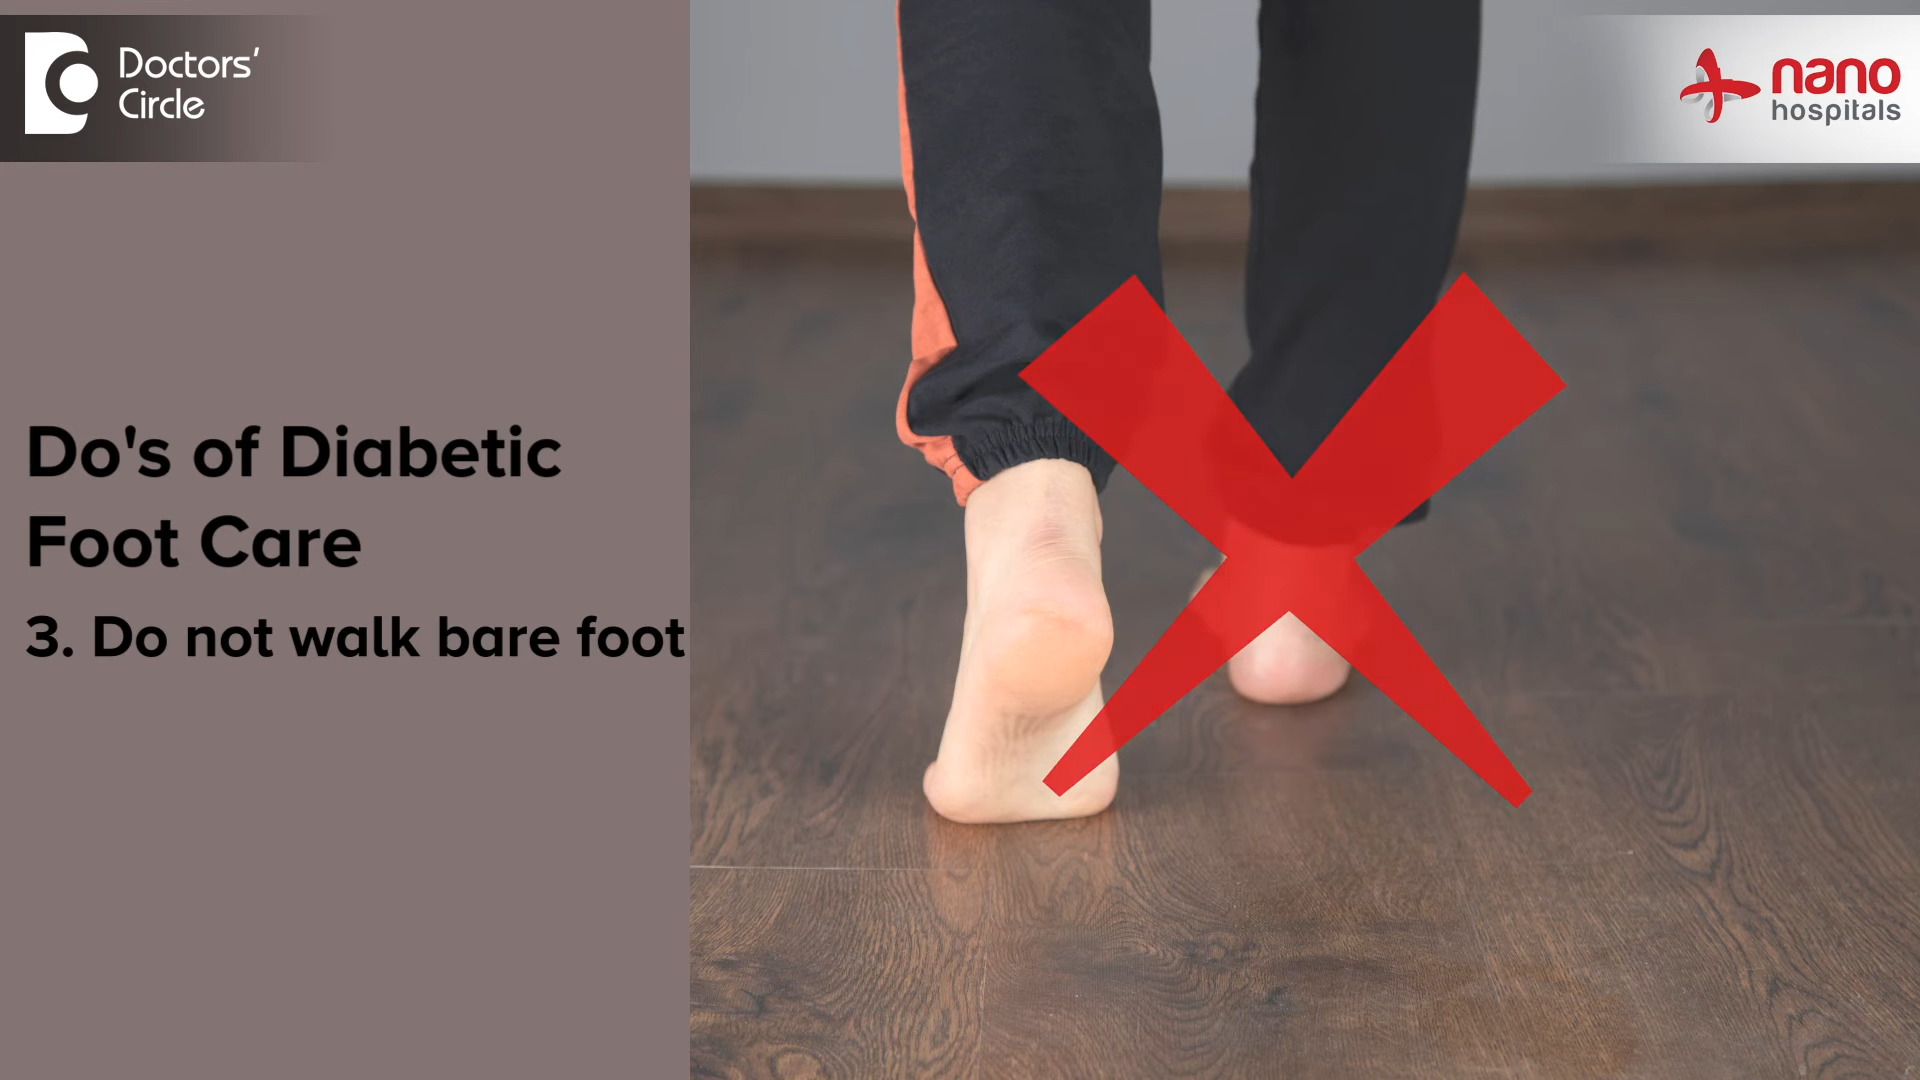 Doctors'
Circle
nano
hospitals
Do's of Diabetic
Foot Care
3. Do not walk bare foot